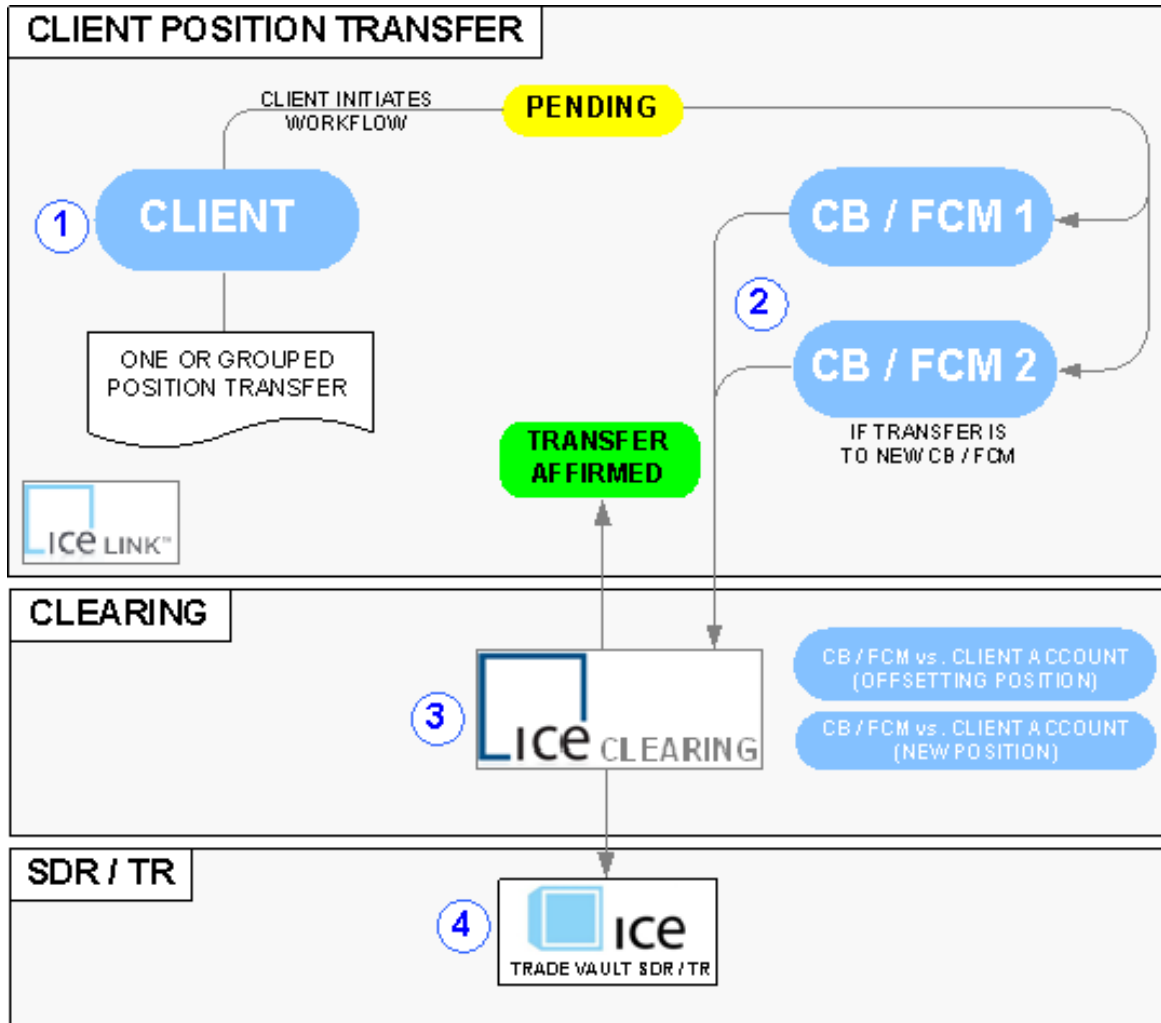 CLIENT POSITION TRANSFER
CLIENT INITIATES
WORKFLOW
PENDING
1
CLIENT
CB / FCM 1
2
ONE OR GROUPED
POSITION TRANSFER
CB / FCM 2
IF TRANSFER IS
TO NEW CB / FCM
TRANSFER
AFFIRMED
ice LINK™
CLEARING
3
ice CLEARING
CB / FCM vs. CLIENT ACCOUNT
(OFFSETTING POSITION)
CB / FCM vs. CLIENT ACCOUNT
(NEW POSITION)
SDR / TR
4
ice
TRADE VAULT SDR / TR